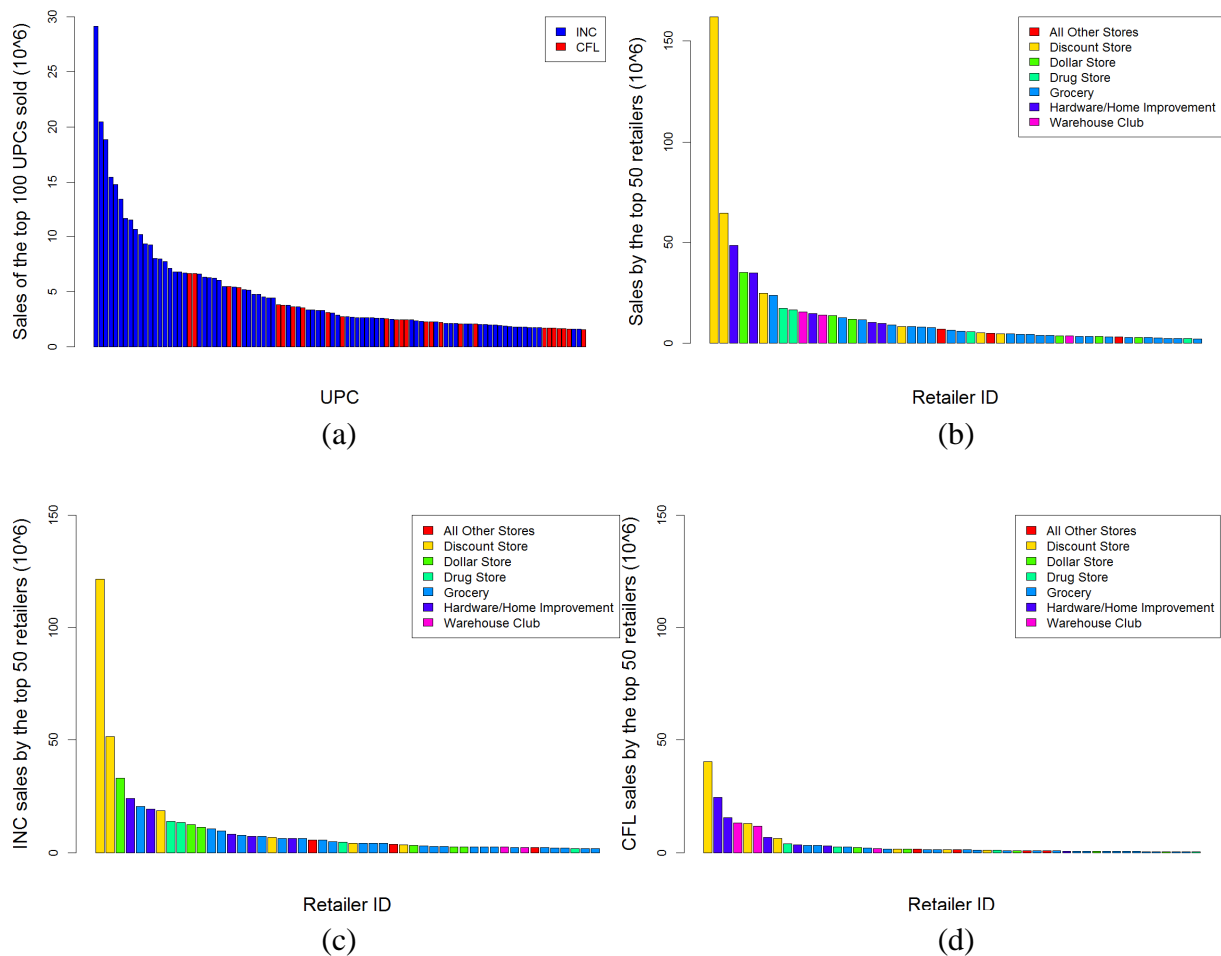 Sales of the top 100 UPCs sold (10^6)
30
25
20
15
10
5
0
INC
CFL
UPC
(a)
Sales by the top 50 retailers (10^6)
150
100
50
0
All Other Stores
Discount Store
Dollar Store
Drug Store
Grocery
Hardware/Home Improvement
Warehouse Club
Retailer ID
(b)
INC sales by the top 50 retailers (10^6)
150
100
50
0
All Other Stores
Discount Store
Dollar Store
Drug Store
Grocery
Hardware/Home Improvement
Warehouse Club
Retailer ID
(c)
CFL sales by the top 50 retailers (10^6)
150
100
50
0
All Other Stores
Discount Store
Dollar Store
Drug Store
Grocery
Hardware/Home Improvement
Warehouse Club
Retailer ID
(d)